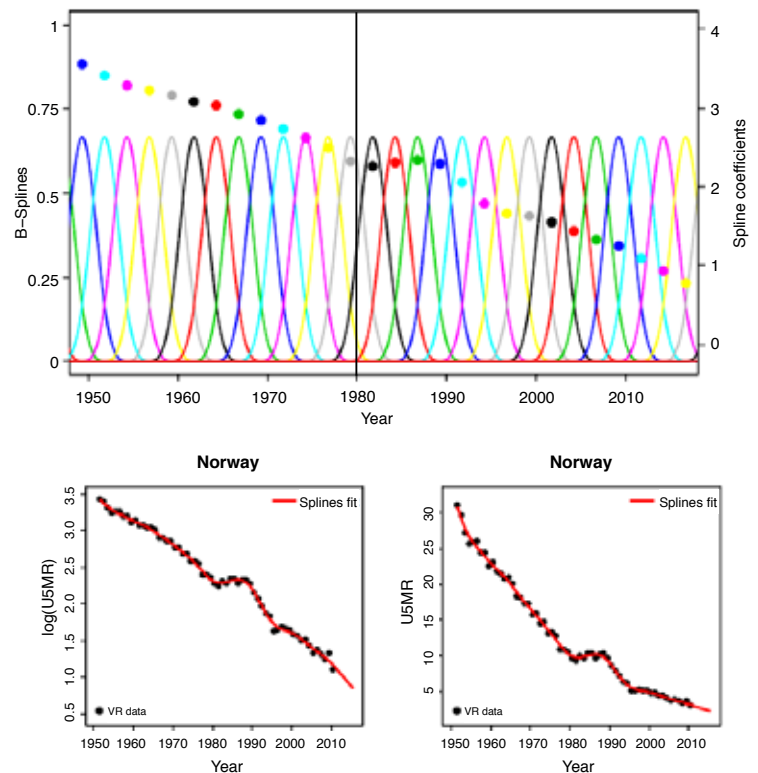 1
0.75
0.5
0.25
0
B–Splines
4
3
2
1
0
Spline coefficients
1950 1960 1970 1980 1990 2000 2010
Year
Norway
3.5
3.0
2.5
2.0
1.5
1.0
0.5
log(U5MR)
Splines fit
VR data
1950 1960 1970 1980 1990 2000 2010
Year
Norway
30
25
20
15
10
5
U5MR
Splines fit
VR data
1950 1960 1970 1980 1990 2000 2010
Year